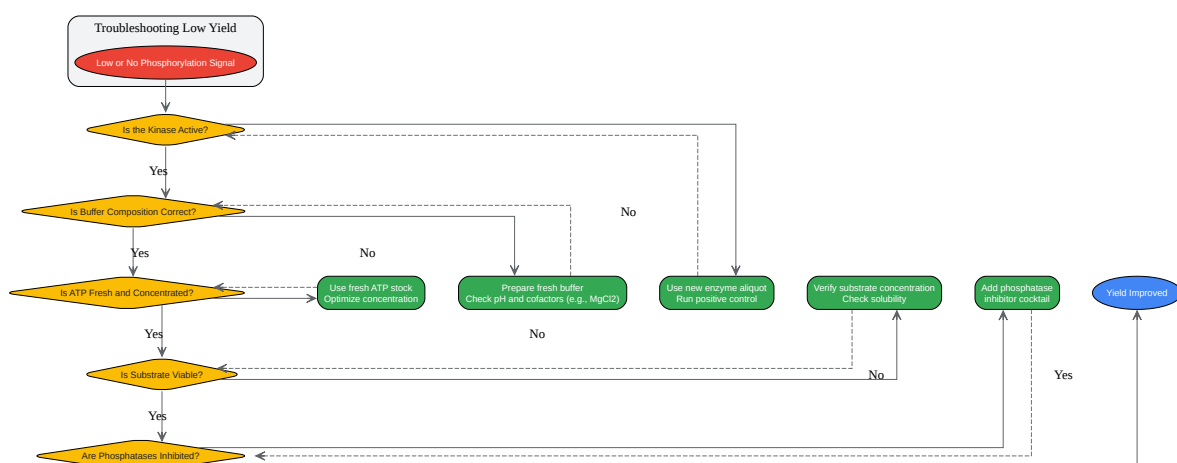 Troubleshooting Low Yield
Low or No Phosphorylation Signal
Is the Kinase Active?
Yes
Is Buffer Composition Correct?
No
Yes
No
Is ATP Fresh and Concentrated?
Use fresh ATP stock
Optimize concentration
Prepare fresh buffer
Check pH and cofactors (e.g., MgCl2)
Use new enzyme aliquot
Run positive control
Verify substrate concentration
Check solubility
Add phosphatase
inhibitor cocktail
Yield Improved
Yes
No
Is Substrate Viable?
No
Yes
Yes
Are Phosphatases Inhibited?